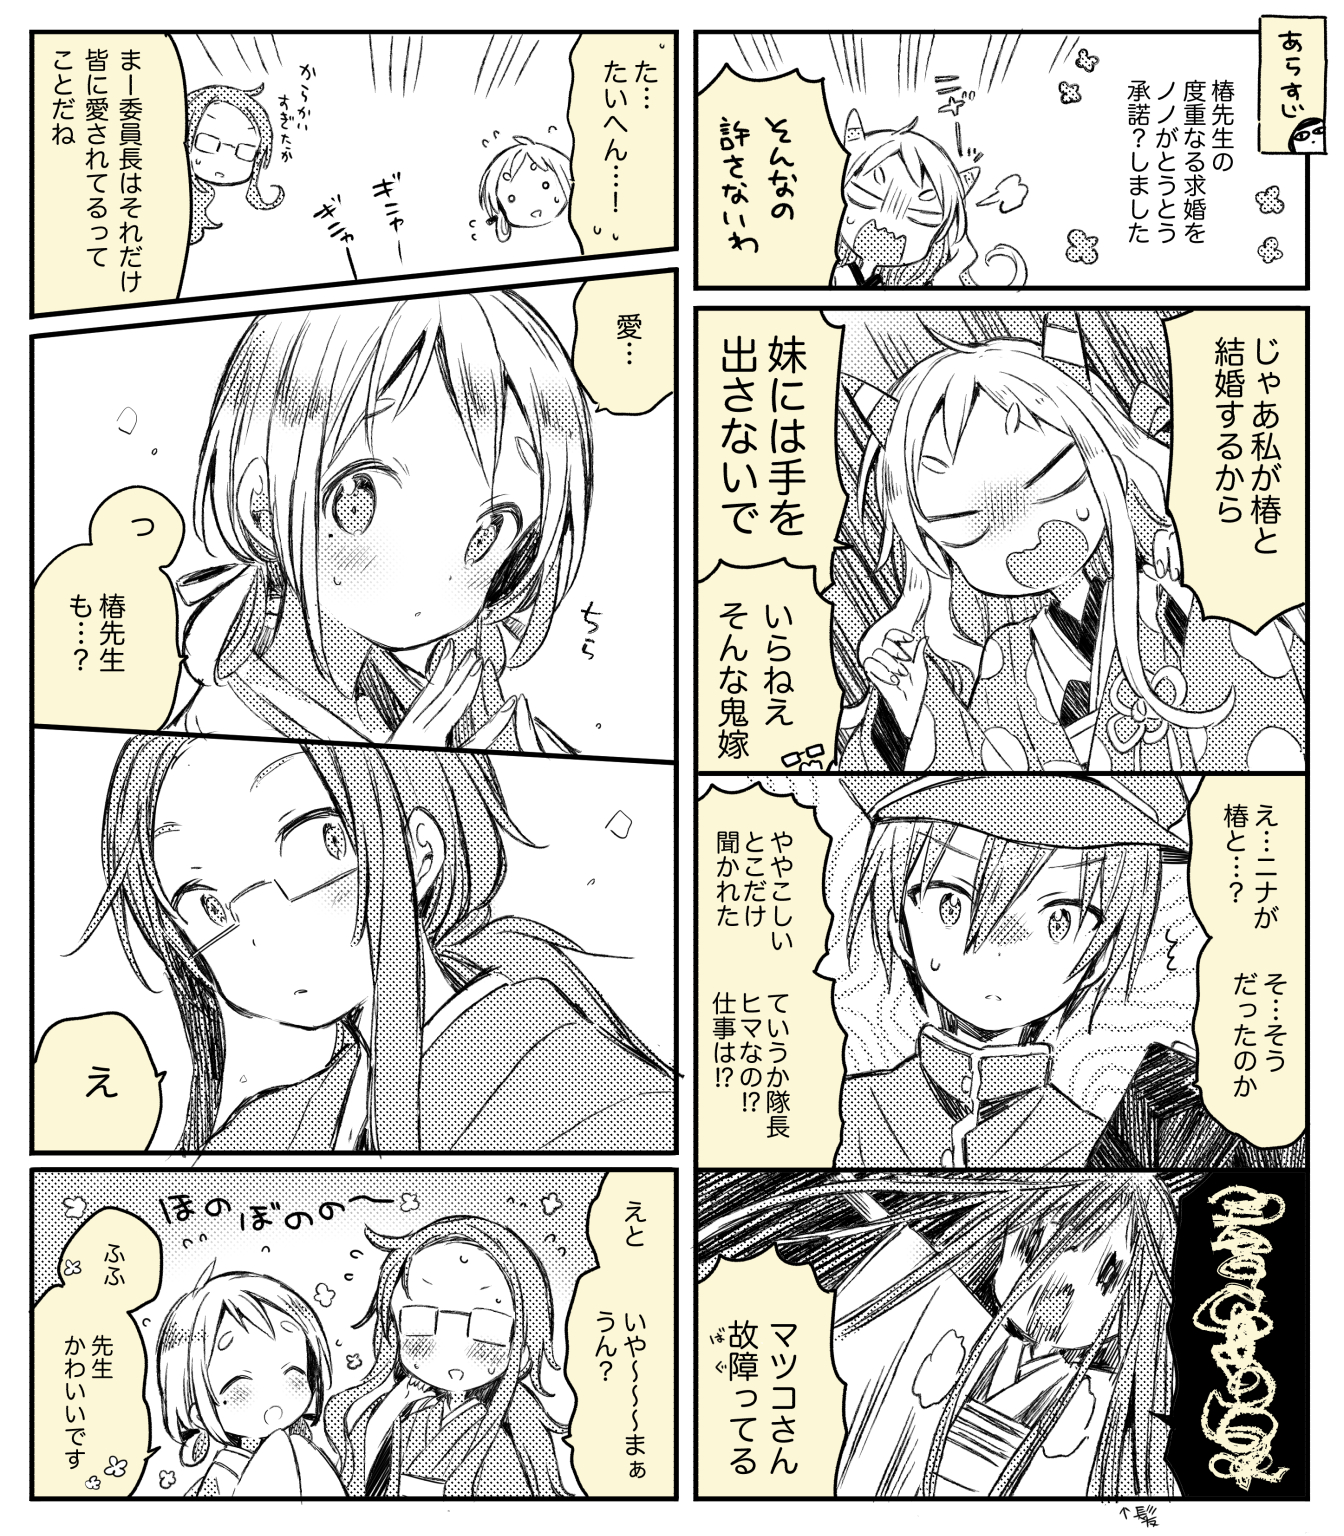 あらすじ
椿先生の
度重なる求婚を
ノノがとうとう
承諾？しました
そんなの
許さないわ
じゃあ私が椿と
結婚するから
妹には手を
出さないで
いらねえ
そんな鬼嫁
え…ニナが
椿と…？
そ…そう
だったのか
ややこしい
とこだけ
聞かれた
ていうか隊長
ヒマなの!?
仕事は!?
マツコさん
故障ってる
ばぐ
↑髪
た…
たいへん…！
ギニャー
ギニャー
からかい
すぎたか
まー委員長はそれだけ
皆に愛されてるって
ことだね
愛…
ちら
っ
椿先生
も…？
え
えと
いや～～～まぁ
うん？
ほのぼのの～
ふふ
先生
かわいいです